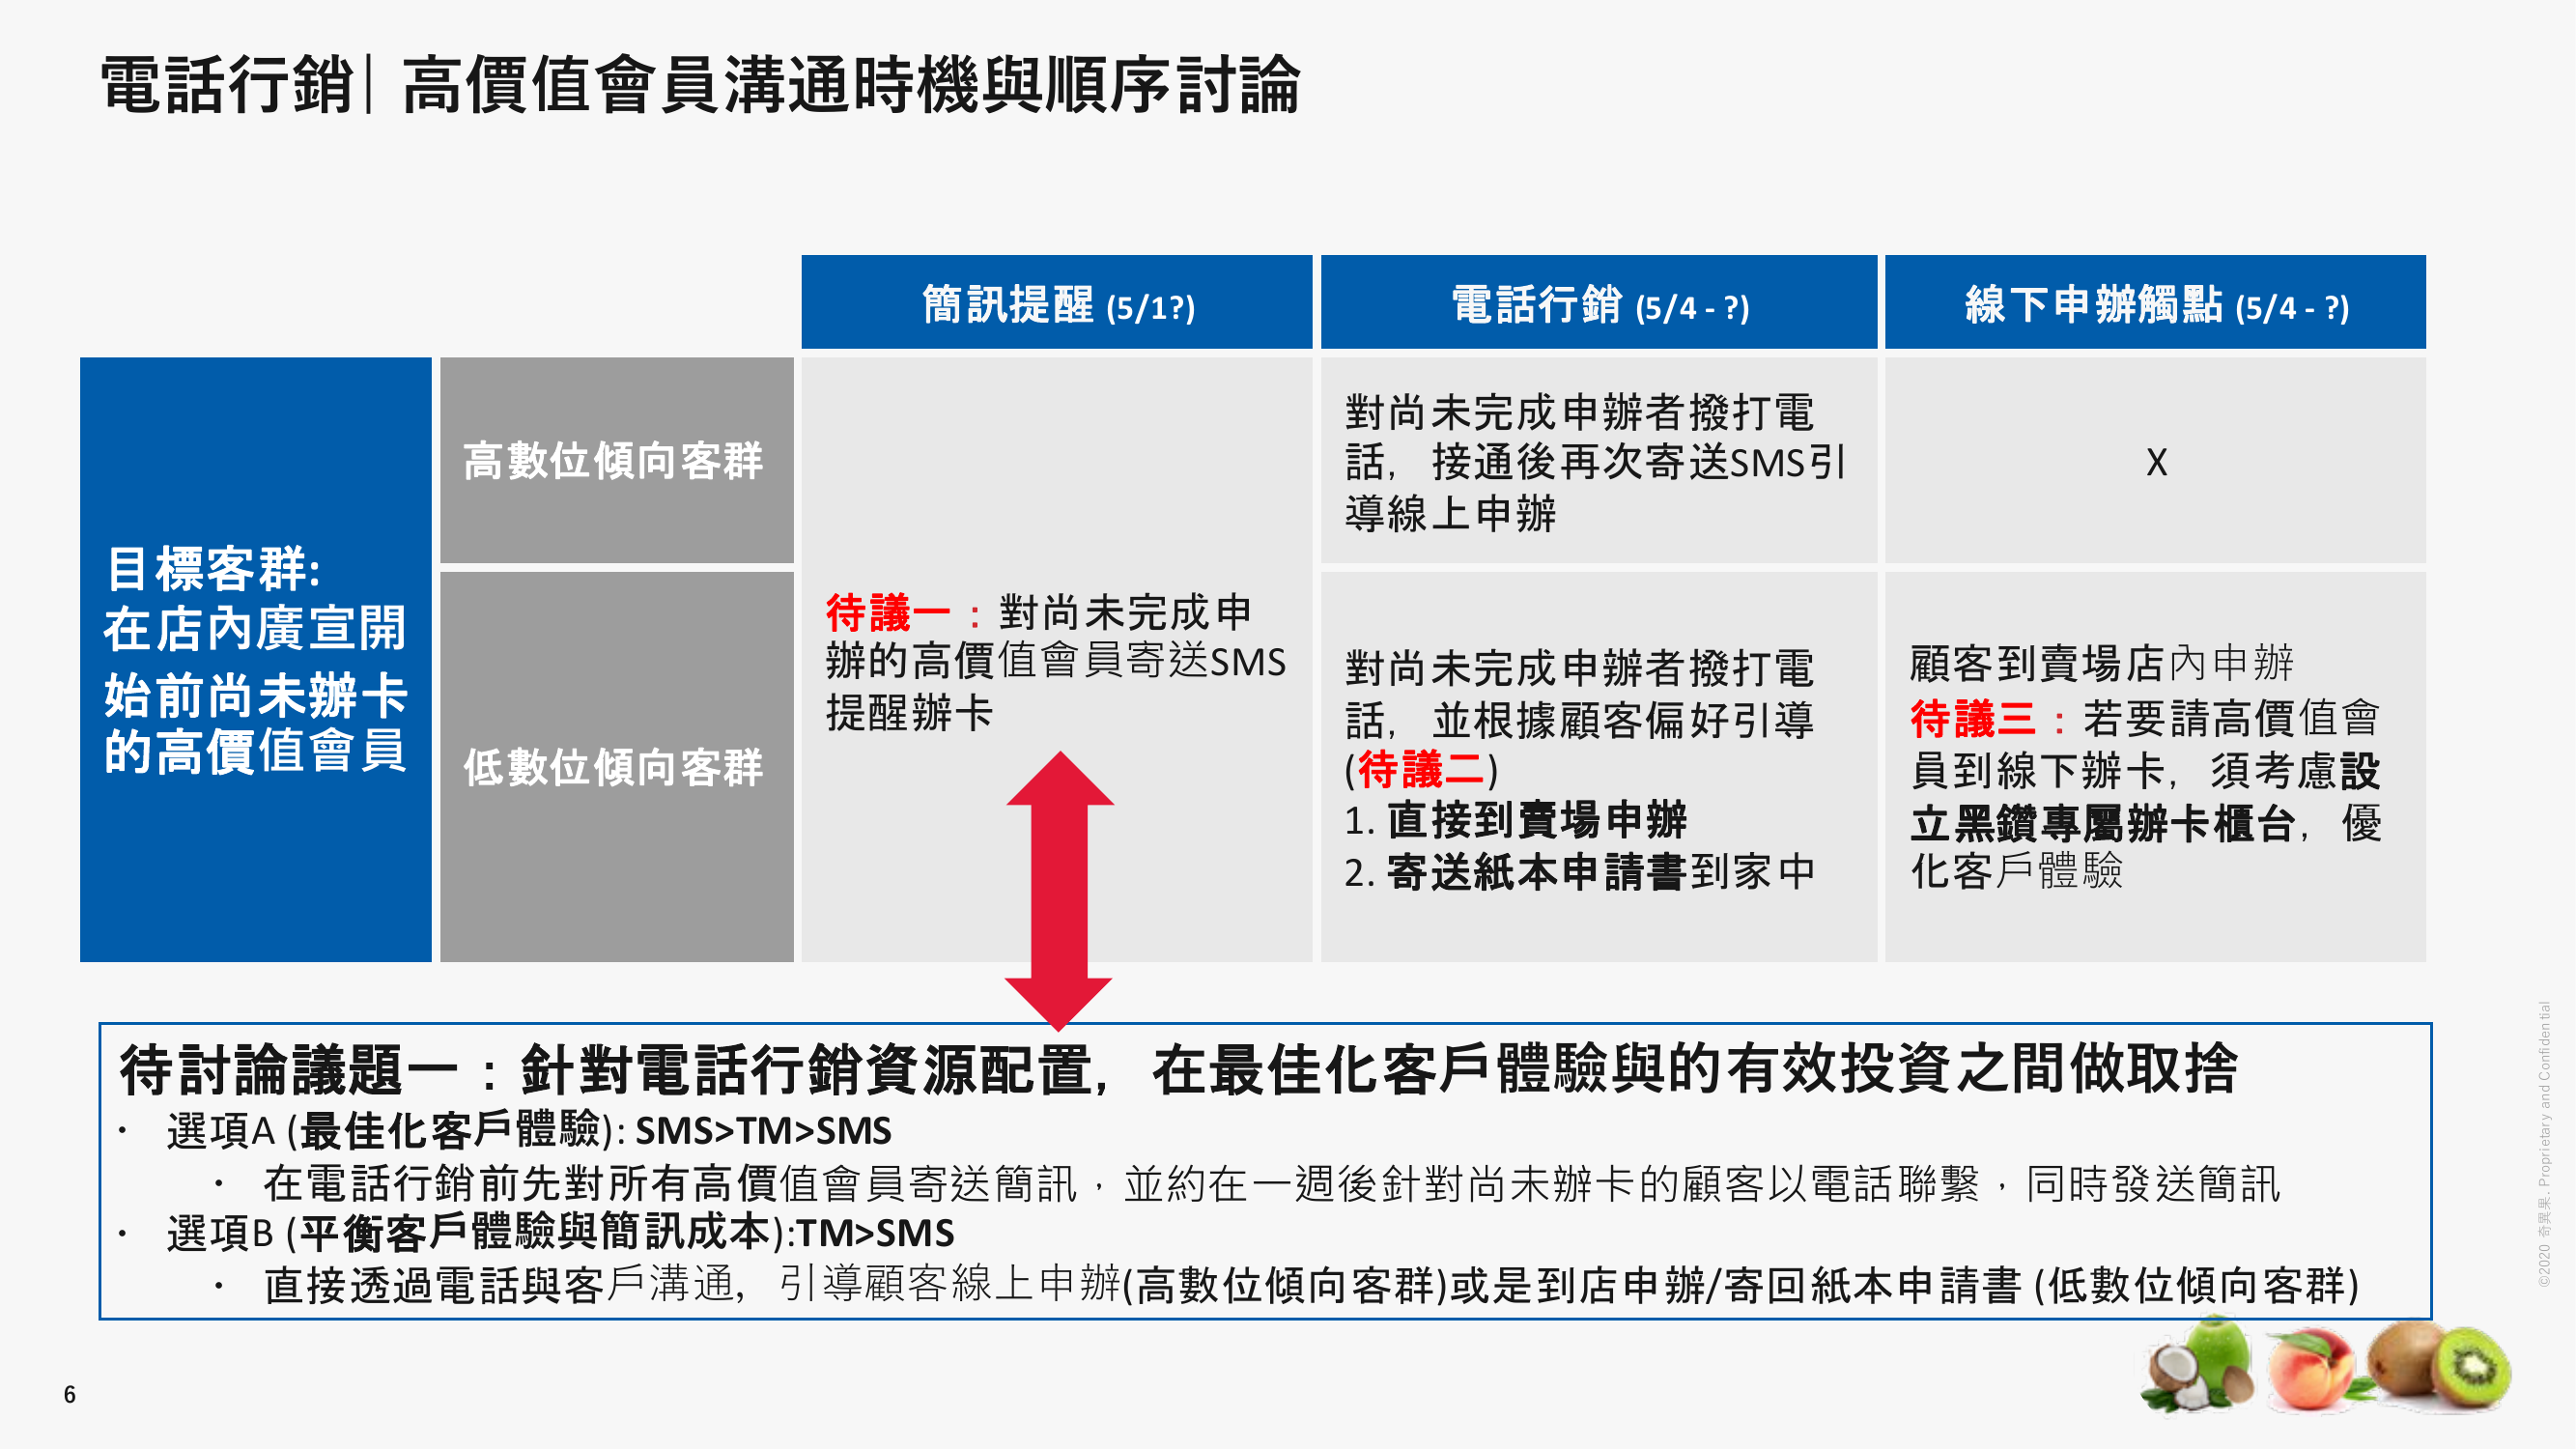 電話行銷| 高價值會員溝通時機與順序討論
簡訊提醒 (5/1?)
電話行銷 (5/4 - ?)
線下申辦觸點 (5/4 - ?)
目標客群:
在店內廣宣開
始前尚未辦卡
的高價值會員
高數位傾向客群
低數位傾向客群
待議一：對尚未完成申
辦的高價值會員寄送SMS
提醒辦卡
對尚未完成申辦者撥打電
話，接通後再次寄送SMS引
導線上申辦
X
對尚未完成申辦者撥打電
話，並根據顧客偏好引導
(待議二)
1. 直接到賣場申辦
2. 寄送紙本申請書到家中
顧客到賣場店內申辦
待議三：若要請高價值會
員到線下辦卡，須考慮設
立黑鑽專屬辦卡櫃台，優
化客戶體驗
待討論議題一：針對電話行銷資源配置，在最佳化客戶體驗與的有效投資之間做取捨
• 選項A (最佳化客戶體驗): SMS>TM>SMS
• 在電話行銷前先對所有高價值會員寄送簡訊，並約在一週後針對尚未辦卡的顧客以電話聯繫，同時發送簡訊
• 選項B (平衡客戶體驗與簡訊成本):TM>SMS
• 直接透過電話與客戶溝通，引導顧客線上申辦(高數位傾向客群)或是到店申辦/寄回紙本申請書 (低數位傾向客群)
©2020 奇異果. Proprietary and Confidential
6